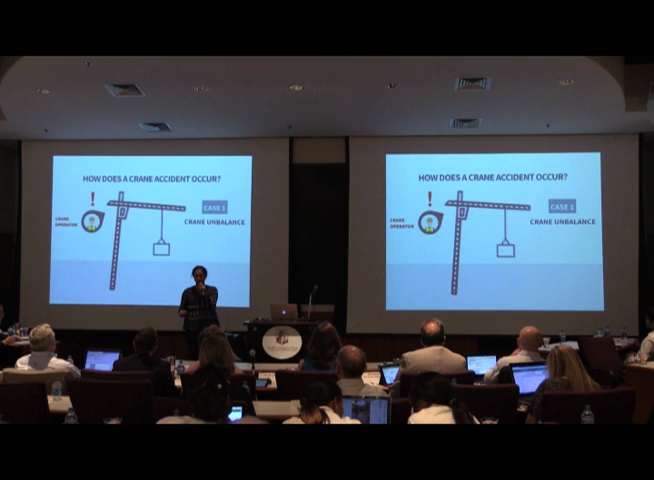 HOW DOES A CRANE ACCIDENT OCCUR?
!
CRANE
OPERATOR
CASE 1
CRANE UNBALANCE
HOW DOES A CRANE ACCIDENT OCCUR?
!
CRANE
OPERATOR
CASE 1
CRANE UNBALANCE